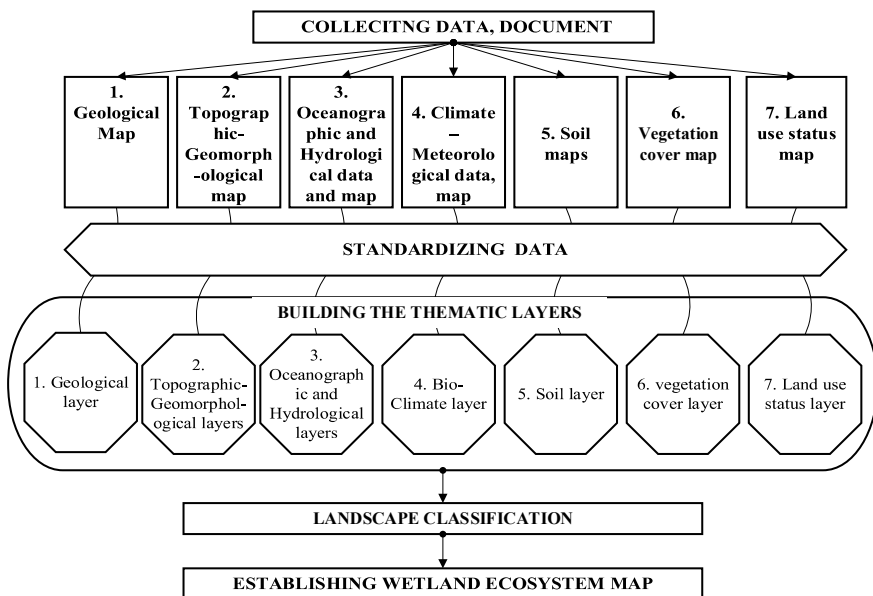 COLLECITNG DATA, DOCUMENT
1.
Geological
Map
2.
Topograp
hic-
Geomorph
-ological
map
3.
Oceanogra
phic and
Hydrologi
cal data
and map
4. Climate
–
Meteorolo
gical data,
map
5. Soil
maps
6.
Vegetation
cover map
7. Land
use status
map
STANDARDIZING DATA
BUILDING THE THEMATIC LAYERS
1. Geological
layer
2.
Topographic-
Geomorphol-
ogical layers
3.
Oceanograph
ic and
Hydrological
layers
4. Bio-
Climate layer
5. Soil layer
6. vegetation
cover layer
7. Land use
status layer
LANDSCAPE CLASSIFICATION
ESTABLISHING WETLAND ECOSYSTEM MAP